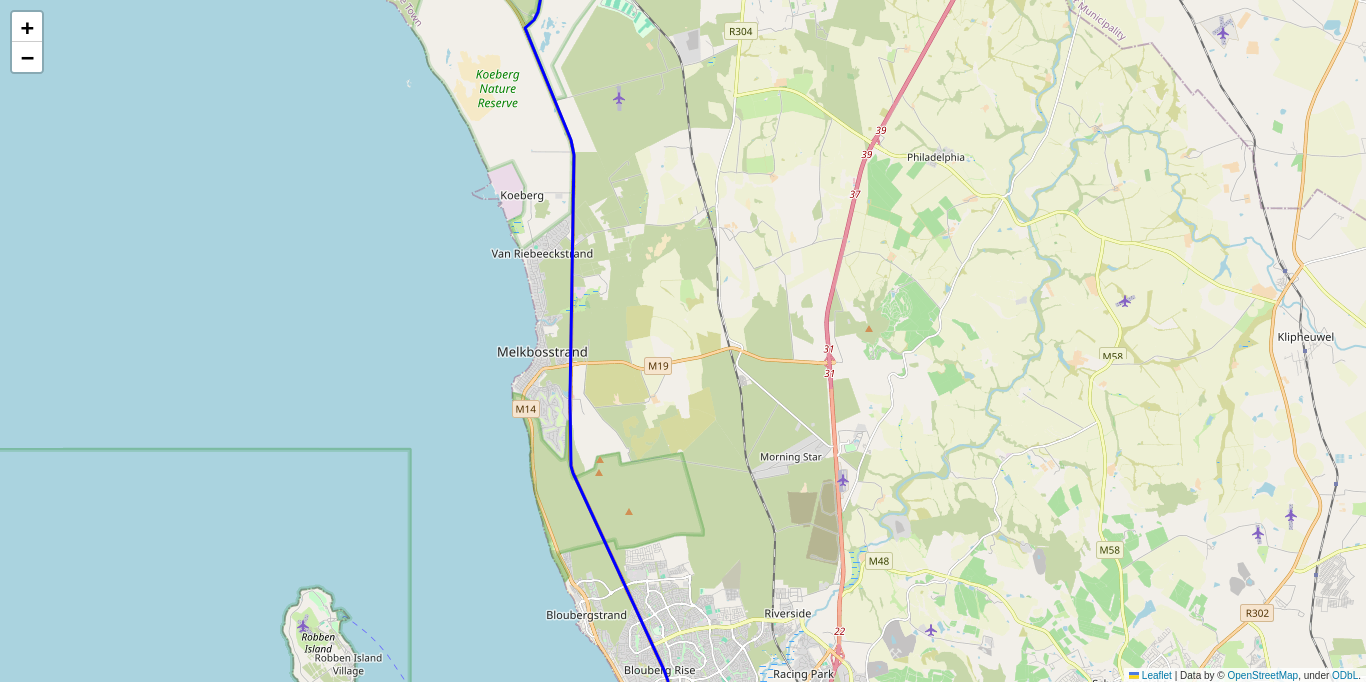 +
−
e Town
Municipality
R304
Koeberg
Nature
Reserve
39
39
Philadelphia
37
Koeberg
Van Riebeeckstrand
Klipheuwel
31
Melkbosstrand
M19
M58
31
M14
Morning Star
M58
M48
Bloubergstrand
Riverside
R302
22
Robben
Island
Robben Island
Village
Blouberg Rise
Racing Park
Leaflet | Data by © OpenStreetMap, under ODbL.